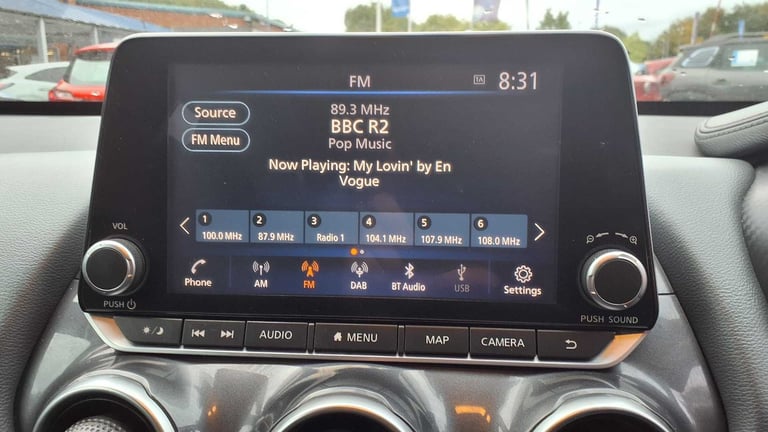 FM
TA
8:31
Source
89.3 MHz
BBC R2
FM Menu
Pop Music
Now Playing: My Lovin' by En
Vogue
1 2 3 4 5 6
100.0 MHz 87.9 MHz Radio 1 104.1 MHz 107.9 MHz 108.0 MHz
VOL
Phone AM FM DAB BT Audio USB Settings
PUSH
PUSH SOUND
AUDIO MENU MAP CAMERA